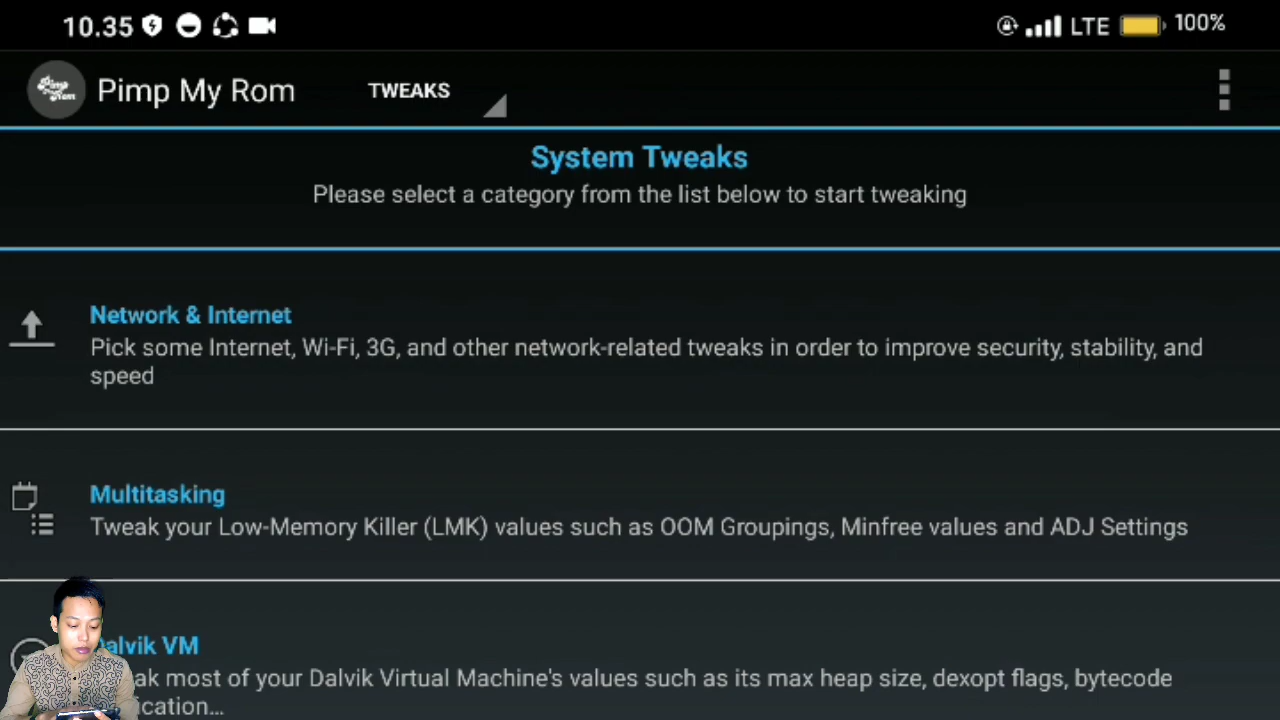 10.35 LTE 100%
Pimp My Rom TWEAKS
System Tweaks
Please select a category from the list below to start tweaking
Network & Internet
Pick some Internet, Wi-Fi, 3G, and other network-related tweaks in order to improve security, stability, and
speed
Multitasking
Tweak your Low-Memory Killer (LMK) values such as OOM Groupings, Minfree values and ADJ Settings
VM
most of your Dalvik Virtual Machine's values such as its max heap size, dexopt flags, bytecode